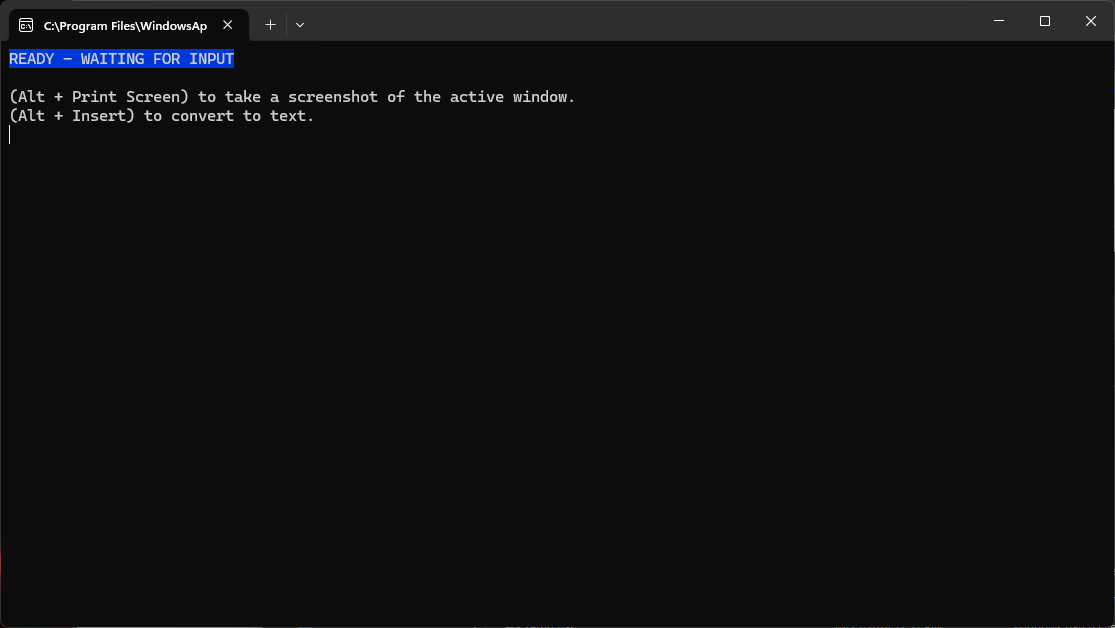 C:\Program Files\WindowsAp
READY - WAITING FOR INPUT
(Alt + Print Screen) to take a screenshot of the active window.
(Alt + Insert) to convert to text.